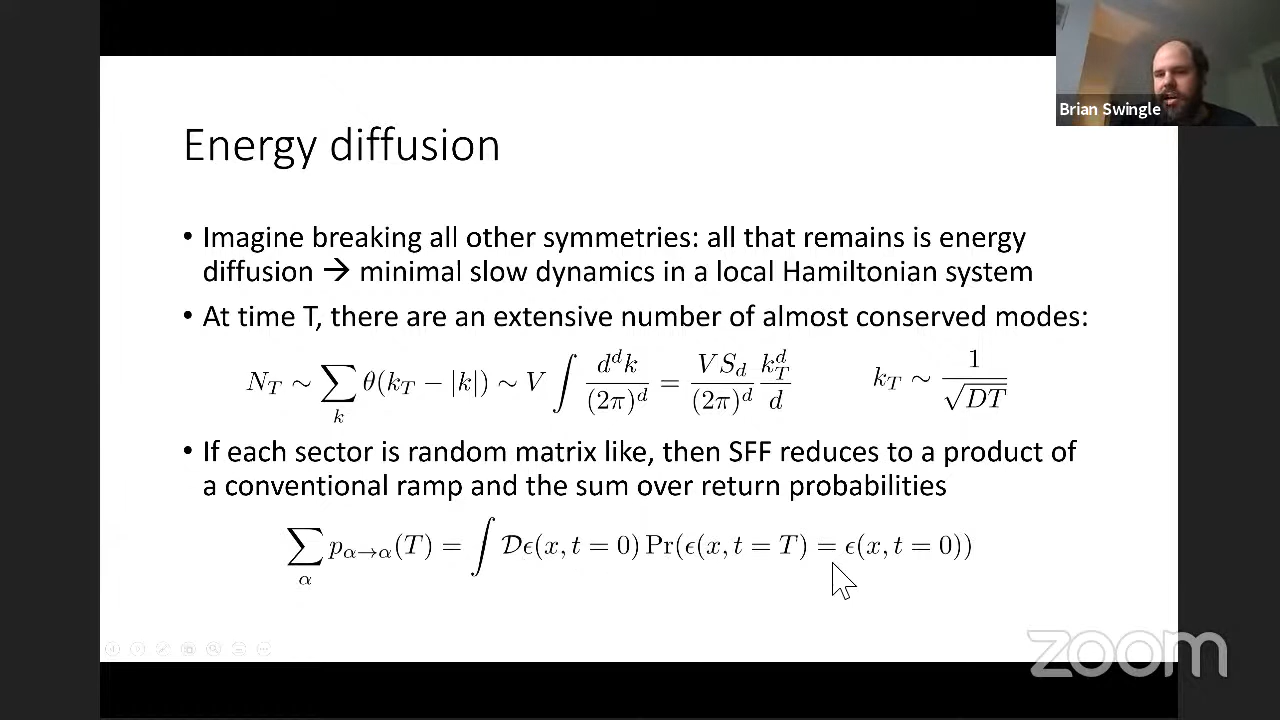 Brian Swingle
Energy diffusion
• Imagine breaking all other symmetries: all that remains is energy
diffusion → minimal slow dynamics in a local Hamiltonian system
• At time T, there are an extensive number of almost conserved modes:
N_T ∼ ∑_k θ(k_T − |k|) ∼ V ∫ d^d k / (2π)^d = V S_d / (2π)^d k_T^d / d    k_T ∼ 1 / √(DT)
• If each sector is random matrix like, then SFF reduces to a product of
a conventional ramp and the sum over return probabilities
∑_α p_{α→α}(T) = ∫ 𝒟ϵ(x, t = 0) Pr(ϵ(x, t = T) = ϵ(x, t = 0))
zoom